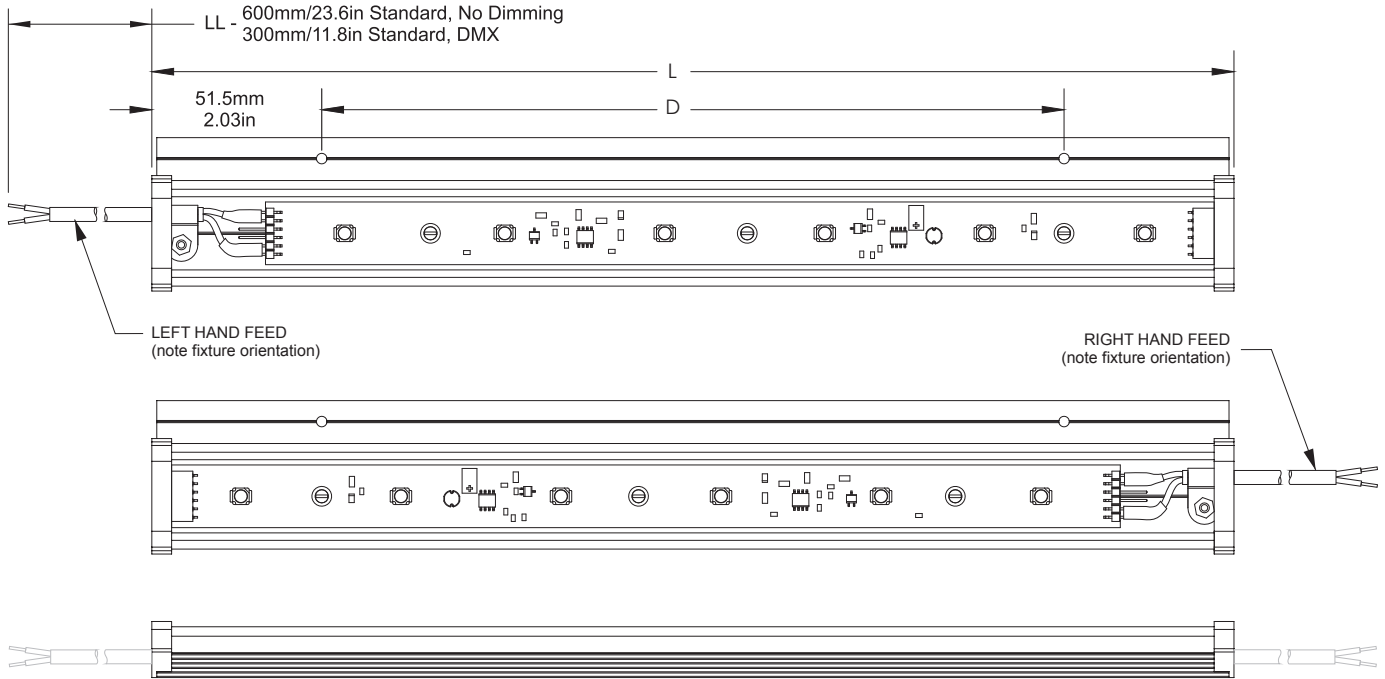 LL - 600mm/23.6in Standard, No Dimming
300mm/11.8in Standard, DMX
L
51.5mm
2.03in
D
LEFT HAND FEED
(note fixture orientation)
RIGHT HAND FEED
(note fixture orientation)